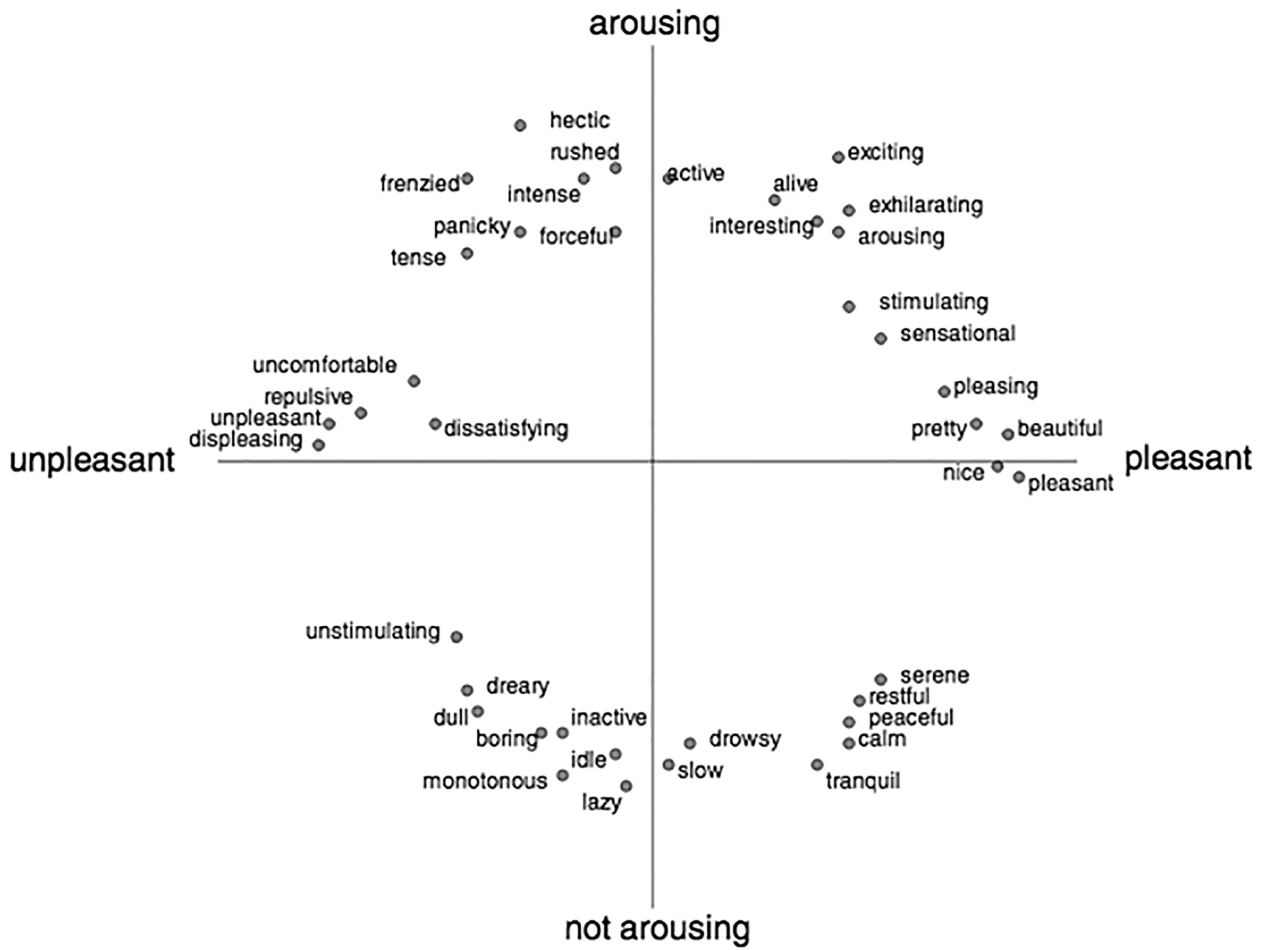 arousing
hectic
rushed
exciting
active
frenzied
alive
intense
exhilarating
interesting
panicky
forceful
arousing
tense
stimulating
sensational
uncomfortable
pleasing
repulsive
unpleasant
dissatisfying
pretty
beautiful
displeasing
unpleasant
pleasant
nice
pleasant
unstimulating
serene
dreary
restful
dull
inactive
peaceful
boring
drowsy
calm
idle
slow
monotonous
tranquil
lazy
not arousing